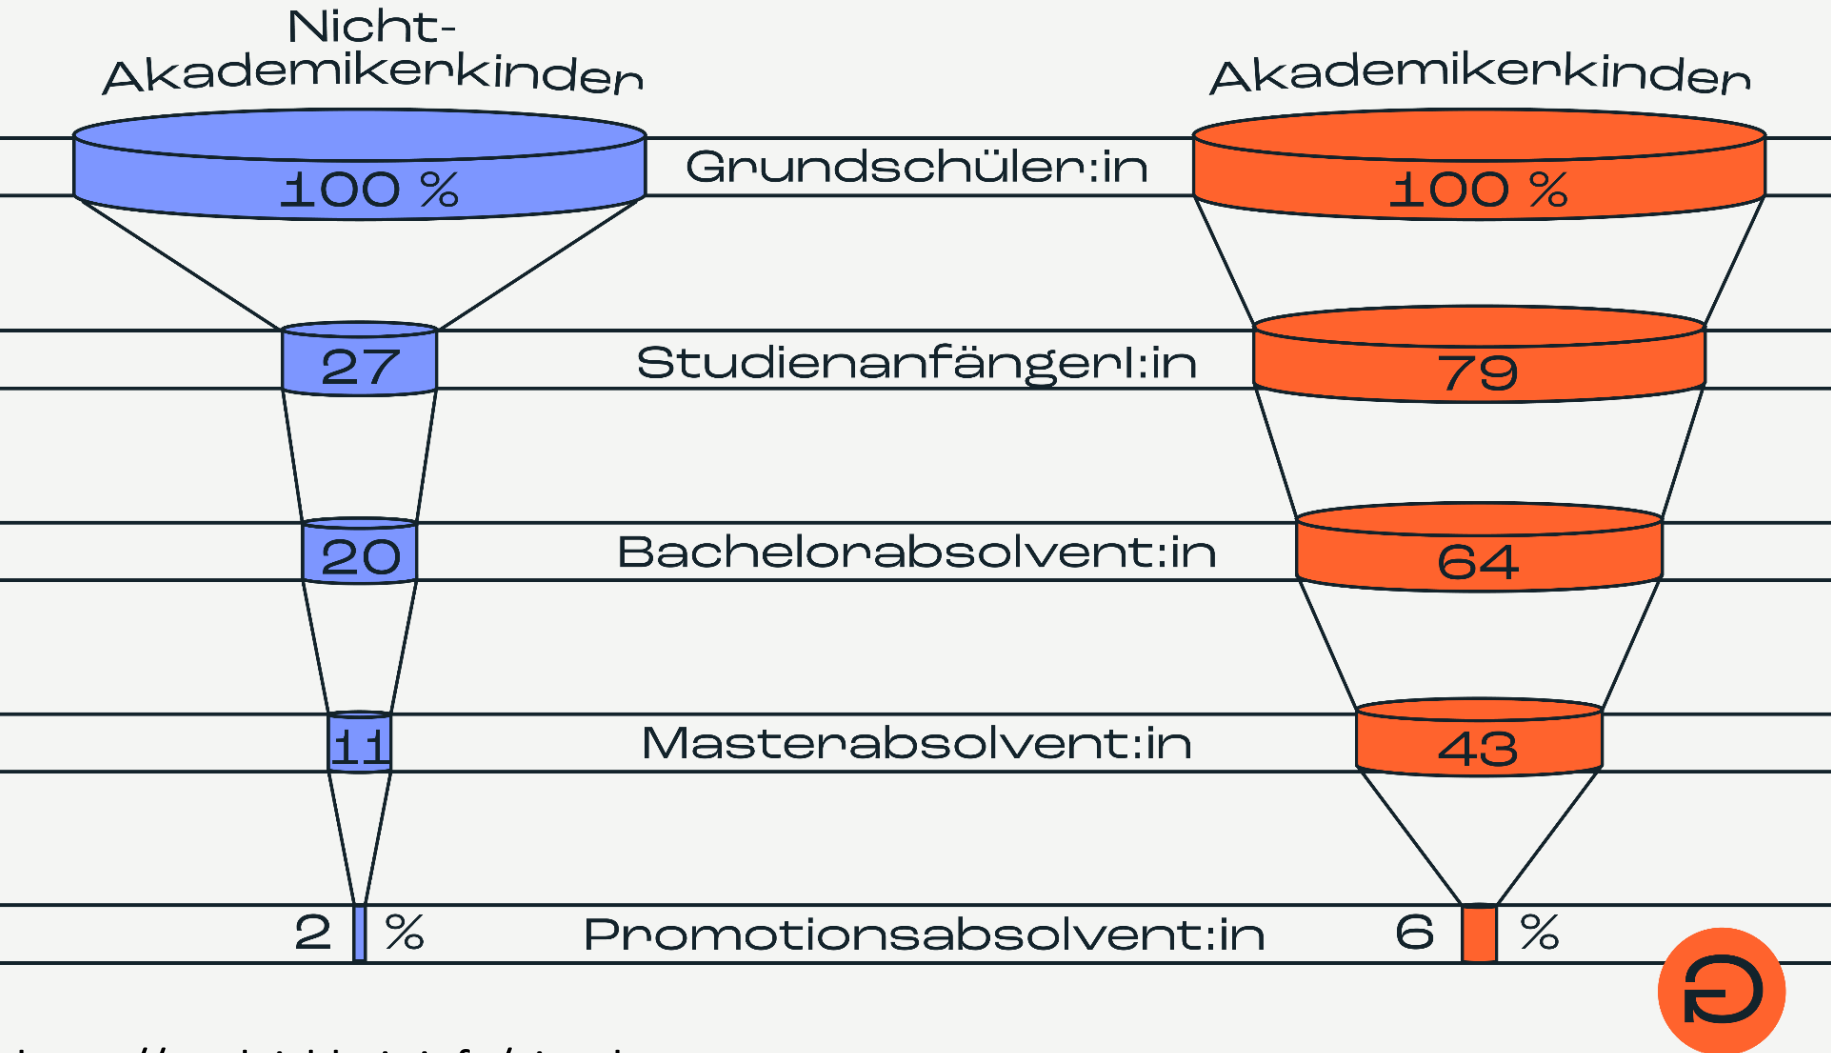 Nicht-
Akademikerkinder
Akademikerkinder
100 %
Grundschüler:in
100 %
27
StudienanfängerI:in
79
20
Bachelorabsolvent:in
64
11
Masterabsolvent:in
43
2 %
Promotionsabsolvent:in
6 %